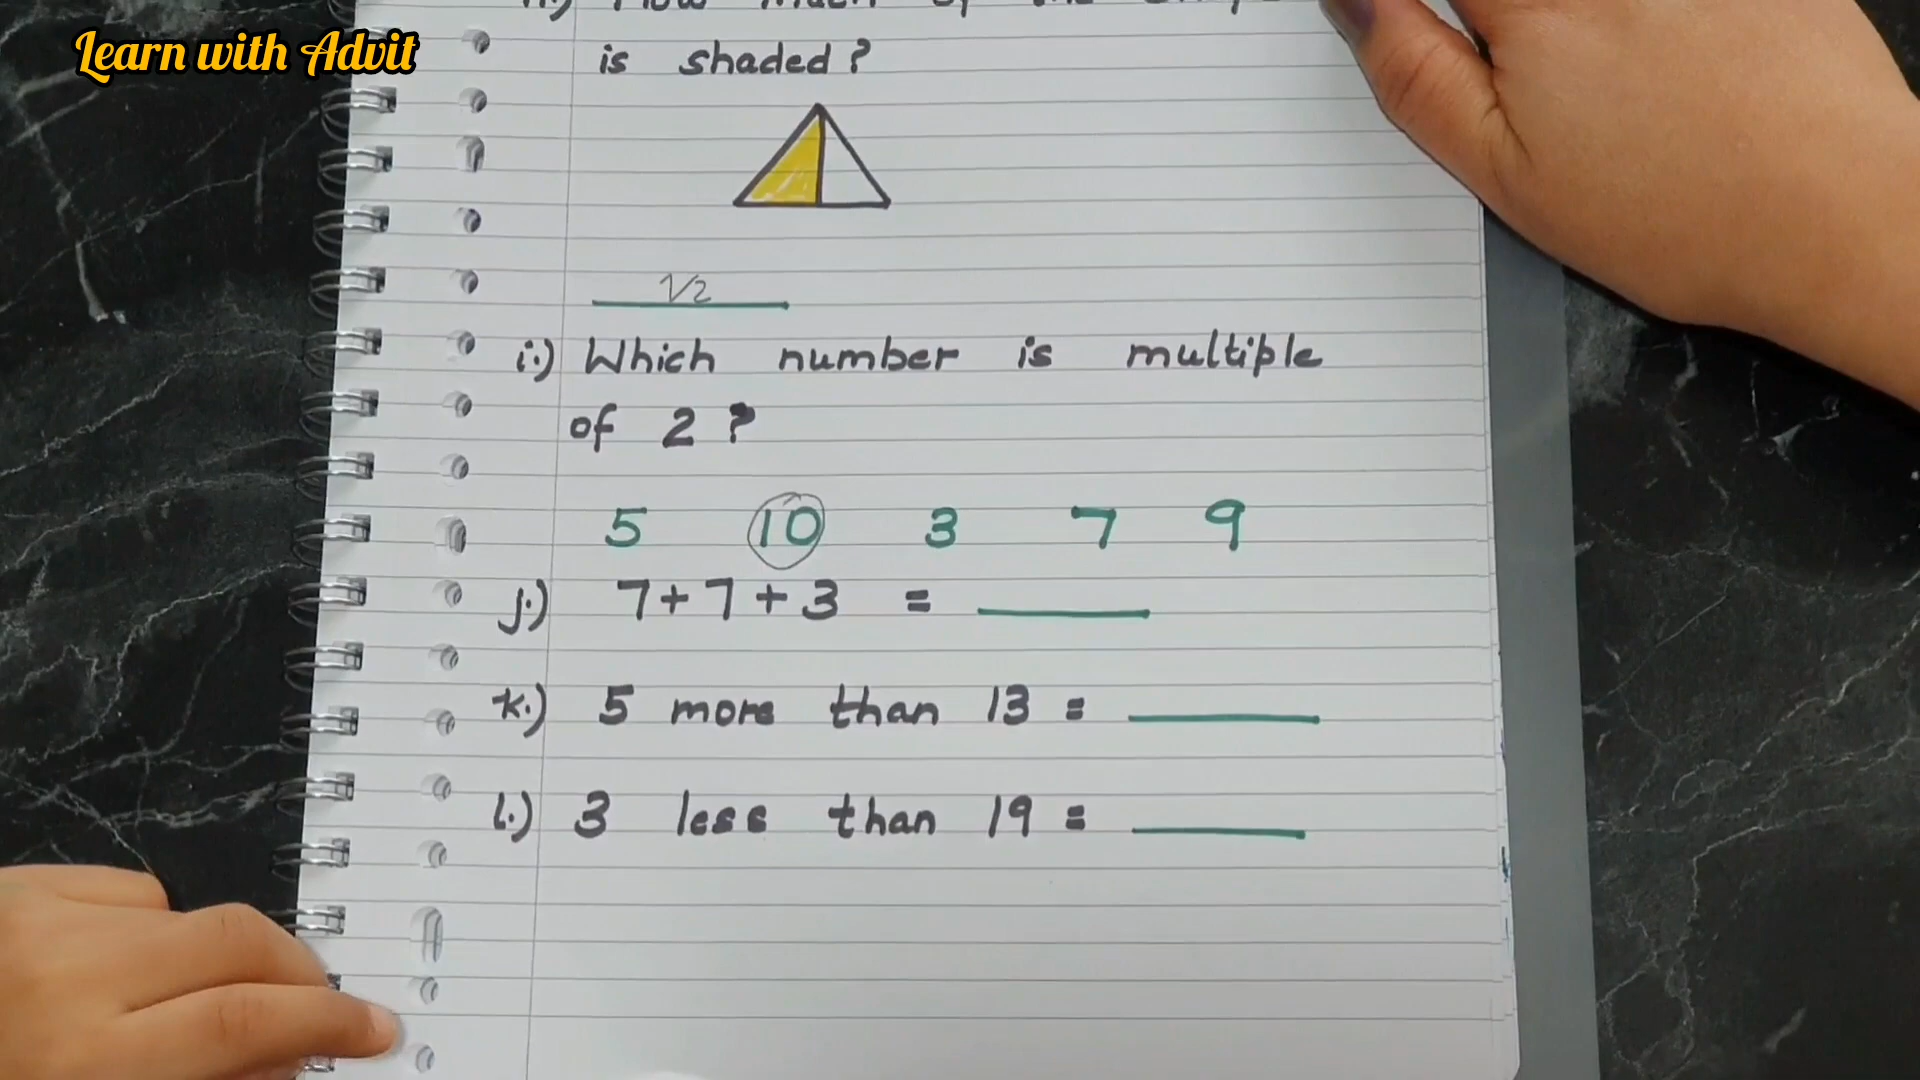 Learn with Advit
is shaded?
1/2
i.) Which number is multiple
of 2 ?
5 10 3 7 9
j.) 7+7+3 =
k.) 5 more than 13 =
l.) 3 less than 19 =